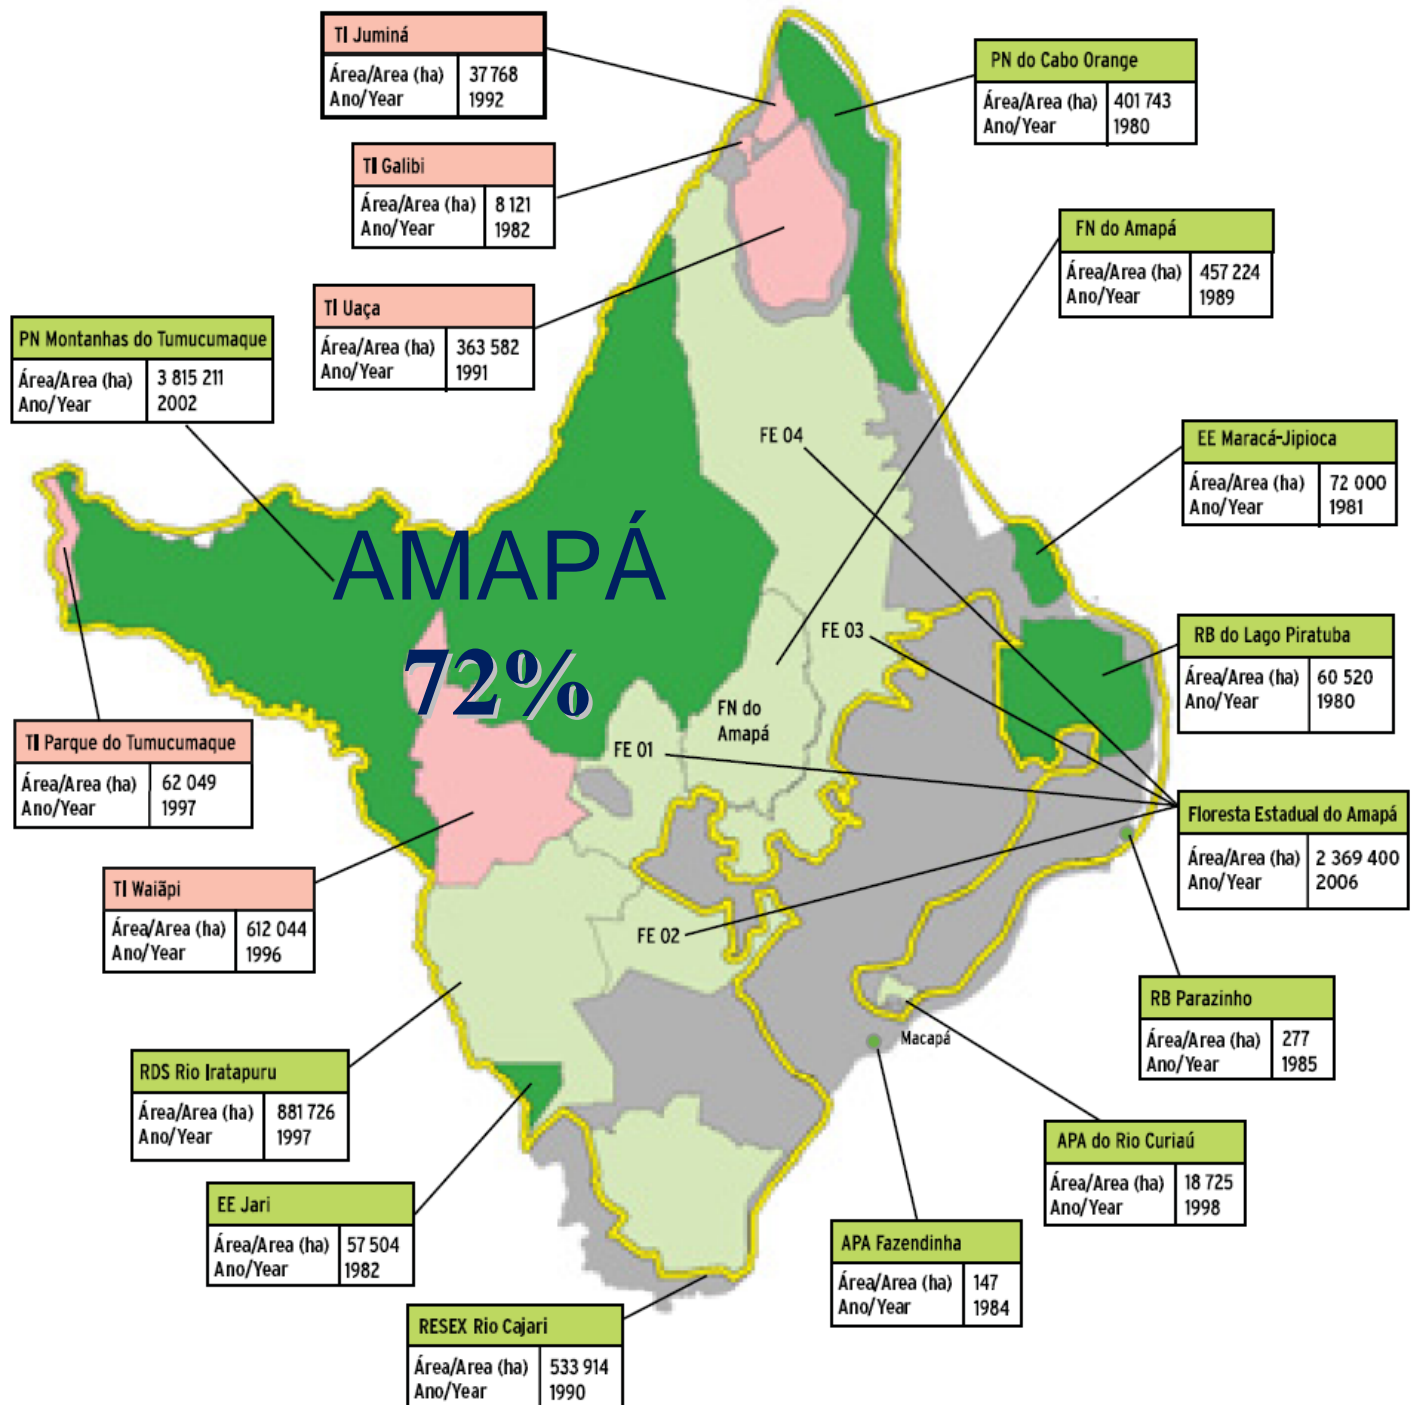 TI Juminá
Área/Area (ha) 37 768
Ano/Year 1992
PN do Cabo Orange
Área/Area (ha) 401 743
Ano/Year 1980
TI Galibi
Área/Area (ha) 8 121
Ano/Year 1982
FN do Amapá
Área/Area (ha) 457 224
Ano/Year 1989
TI Uaça
Área/Area (ha) 363 582
Ano/Year 1991
PN Montanhas do Tumucumaque
Área/Area (ha) 3 815 211
Ano/Year 2002
FE 04
EE Maracá-Jipioca
Área/Area (ha) 72 000
Ano/Year 1981
AMAPÁ
72%
FE 03
RB do Lago Piratuba
Área/Area (ha) 60 520
Ano/Year 1980
FN do
Amapá
FE 01
TI Parque do Tumucumaque
Área/Area (ha) 62 049
Ano/Year 1997
Floresta Estadual do Amapá
Área/Area (ha) 2 369 400
Ano/Year 2006
TI Waiãpi
Área/Area (ha) 612 044
Ano/Year 1996
FE 02
RB Parazinho
Área/Area (ha) 277
Ano/Year 1985
Macapá
RDS Rio Iratapuru
Área/Area (ha) 881 726
Ano/Year 1997
APA do Rio Curiaú
Área/Area (ha) 18 725
Ano/Year 1998
EE Jari
Área/Area (ha) 57 504
Ano/Year 1982
APA Fazendinha
Área/Area (ha) 147
Ano/Year 1984
RESEX Rio Cajari
Área/Area (ha) 533 914
Ano/Year 1990